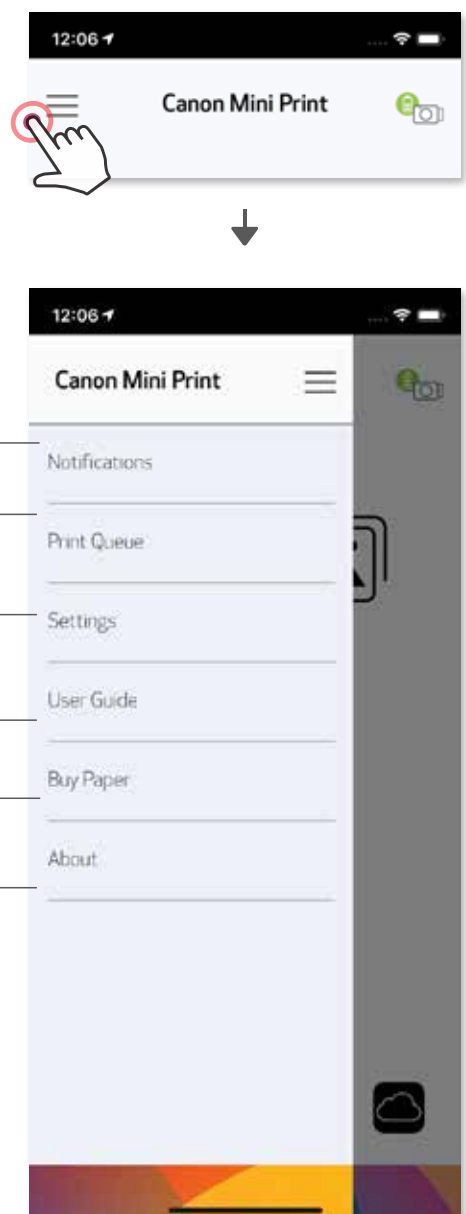 12:06
Canon Mini Print
12:06
Canon Mini Print
Notifications
Print Queue
Settings
User Guide
Buy Paper
About